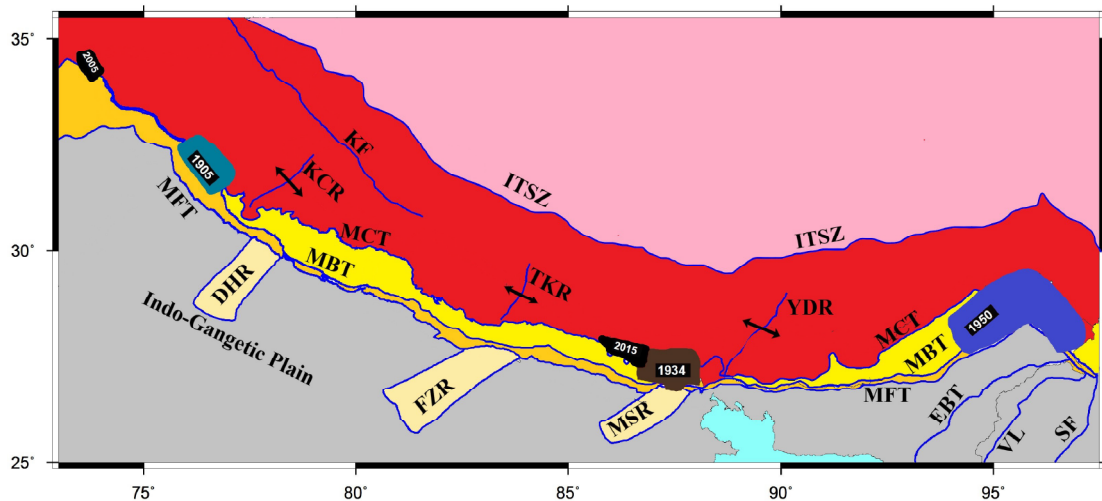 35°
30°
25°
2005
1905
KF
KCR
ITSZ
ITSZ
MFT
MCT
MBT
TKR
YDR
DHR
Indo-Gangetic Plain
2015
1934
1950
MCT
MBT
MFT
FZR
MSR
EBT
VL
SF
75°
80°
85°
90°
95°